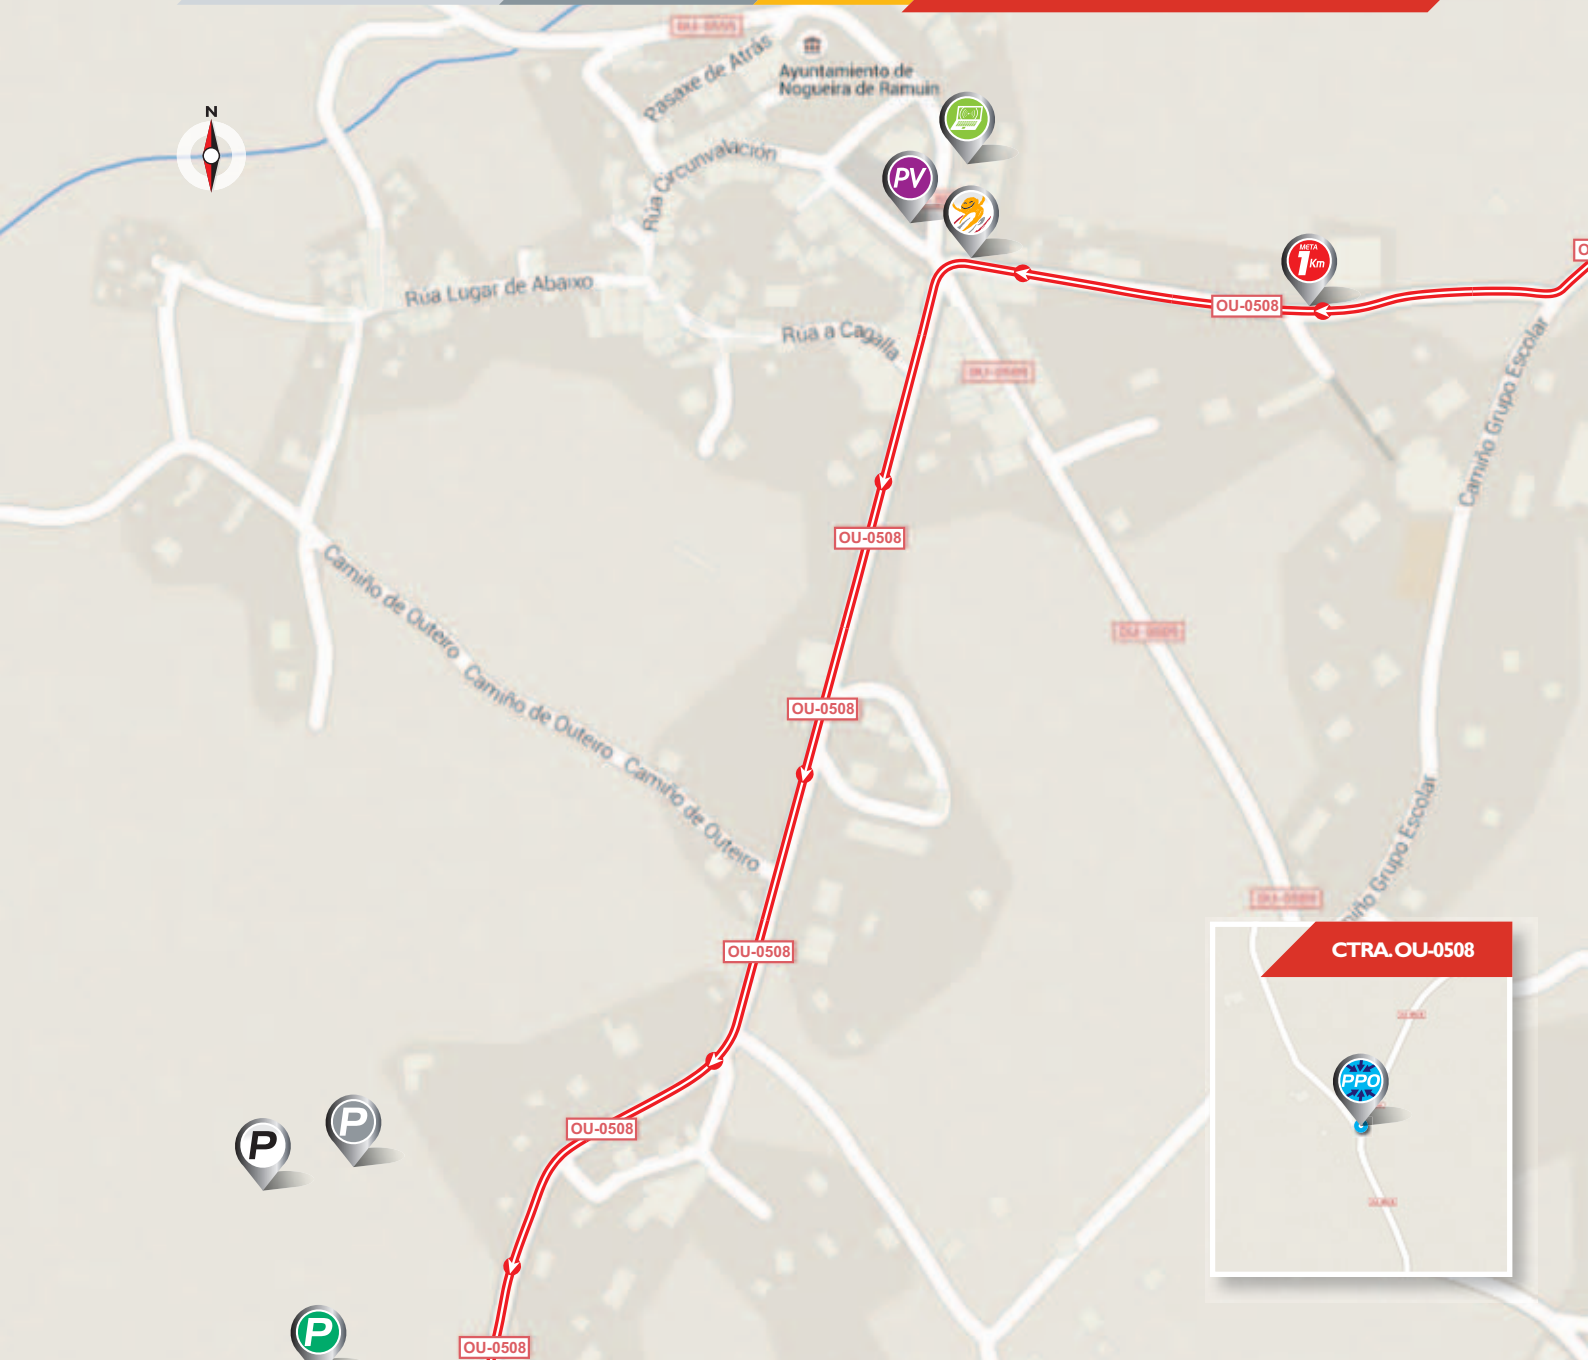 Pasaxe de Atrás
Ayuntamiento de
Nogueira de Ramuín
N
Rúa Circunvalación
PV
META
1Km
Rúa Lugar de Abaixo
OU-0508
Rúa a Cagalla
Camiño Grupo Escolar
OU-0508
Camiño de Outeiro
Camiño de Outeiro
Camiño de Outeiro
OU-0508
Camiño Grupo Escolar
OU-0508
CTRA. OU-0508
PPO
P
P
OU-0508
P
OU-0508